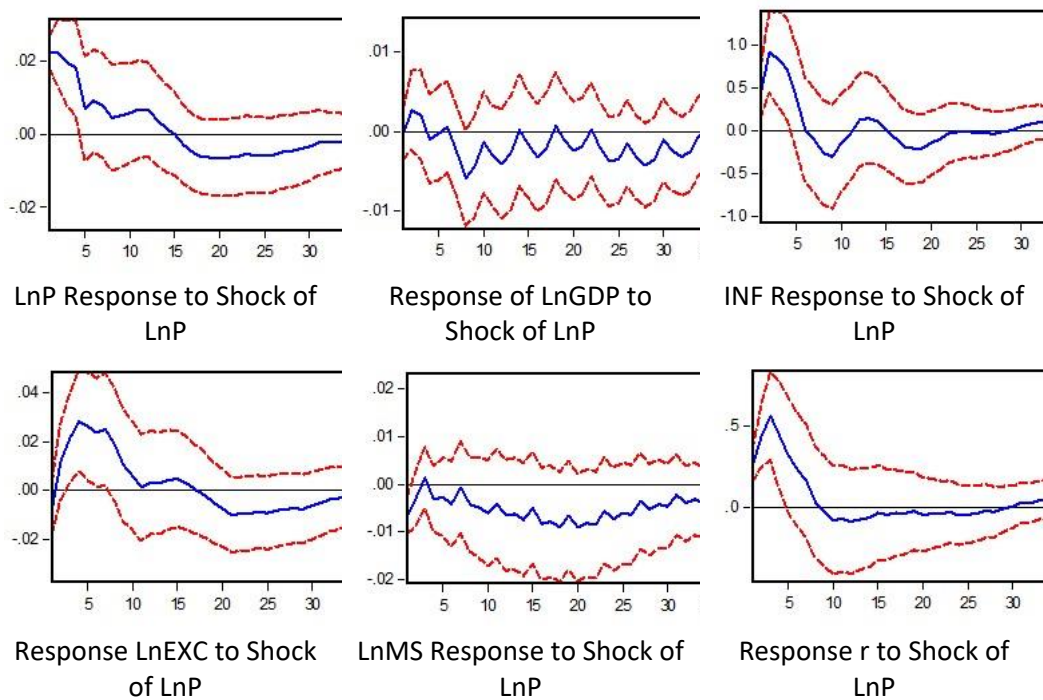 .02
.00
-.02
5 10 15 20 25 30
.01
.00
-.01
5 10 15 20 25 30
1.0
0.5
0.0
-0.5
-1.0
5 10 15 20 25 30
LnP Response to Shock of
LnP
Response of LnGDP to
Shock of LnP
INF Response to Shock of
LnP
.04
.02
.00
-.02
5 10 15 20 25 30
.02
.01
.00
-.01
-.02
5 10 15 20 25 30
.5
.0
5 10 15 20 25 30
Response LnEXC to Shock
of LnP
LnMS Response to Shock of
LnP
Response r to Shock of
LnP